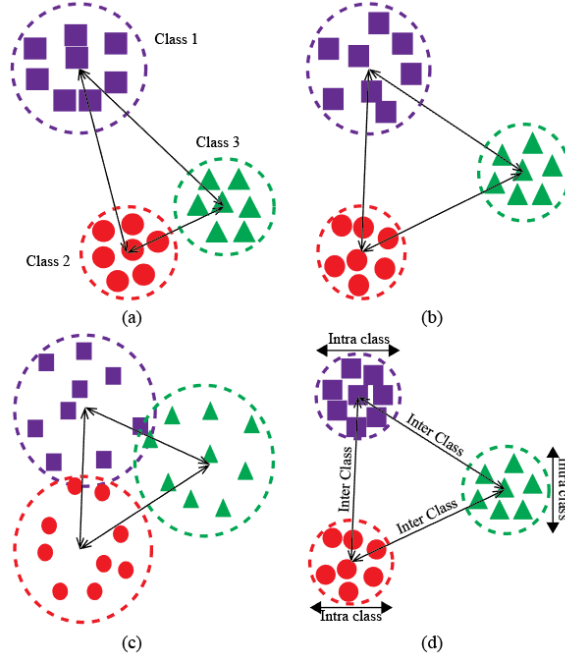 Class 1
Class 3
Class 2
(a)
(b)
Intra class
Inter Class
Inter Class
Intra class
Inter Class
Intra class
(c)
(d)